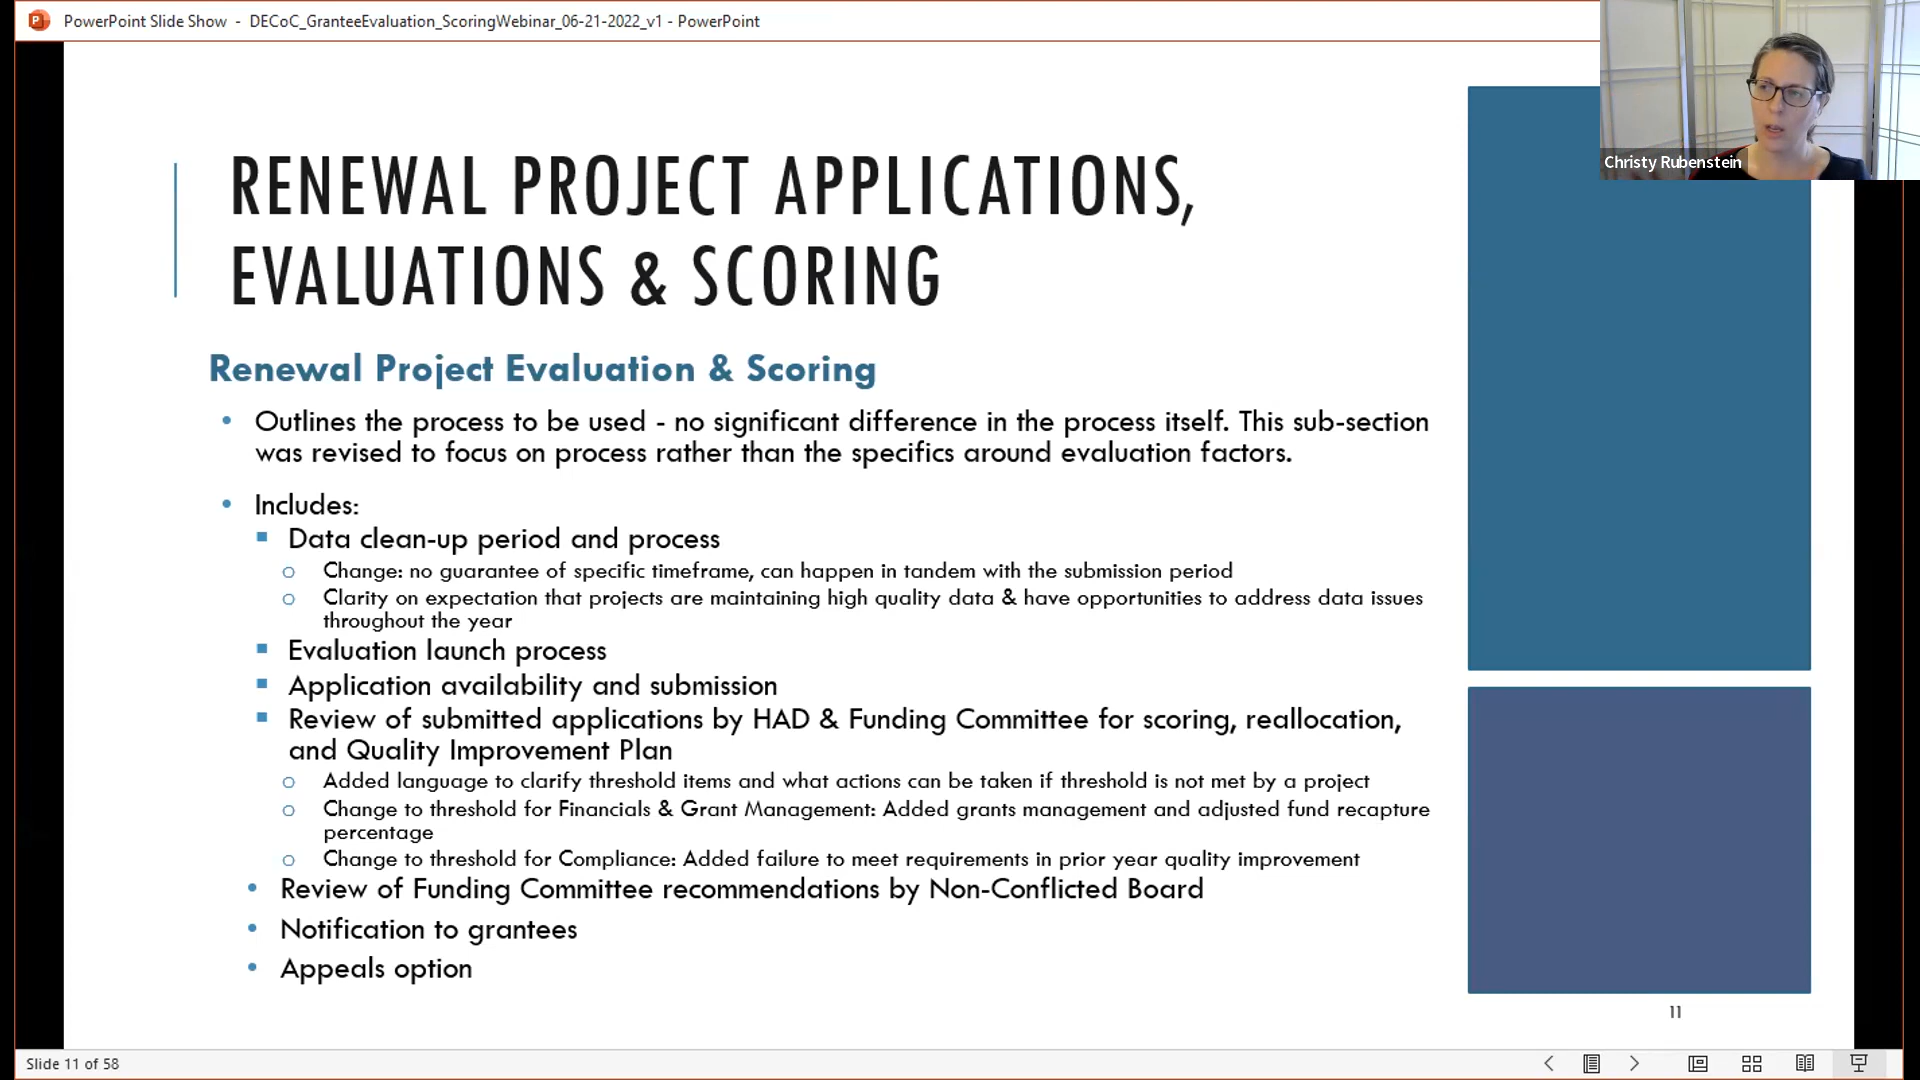 PowerPoint Slide Show - DECoC_GranteeEvaluation_ScoringWebinar_06-21-2022_v1 - PowerPoint
Christy Rubenstein
RENEWAL PROJECT APPLICATIONS,
EVALUATIONS & SCORING
Renewal Project Evaluation & Scoring
• Outlines the process to be used - no significant difference in the process itself. This sub-section
was revised to focus on process rather than the specifics around evaluation factors.
• Includes:
▪ Data clean-up period and process
o Change: no guarantee of specific timeframe, can happen in tandem with the submission period
o Clarity on expectation that projects are maintaining high quality data & have opportunities to address data issues
throughout the year
▪ Evaluation launch process
▪ Application availability and submission
▪ Review of submitted applications by HAD & Funding Committee for scoring, reallocation,
and Quality Improvement Plan
o Added language to clarify threshold items and what actions can be taken if threshold is not met by a project
o Change to threshold for Financials & Grant Management: Added grants management and adjusted fund recapture
percentage
o Change to threshold for Compliance: Added failure to meet requirements in prior year quality improvement
• Review of Funding Committee recommendations by Non-Conflicted Board
• Notification to grantees
• Appeals option
11
Slide 11 of 58